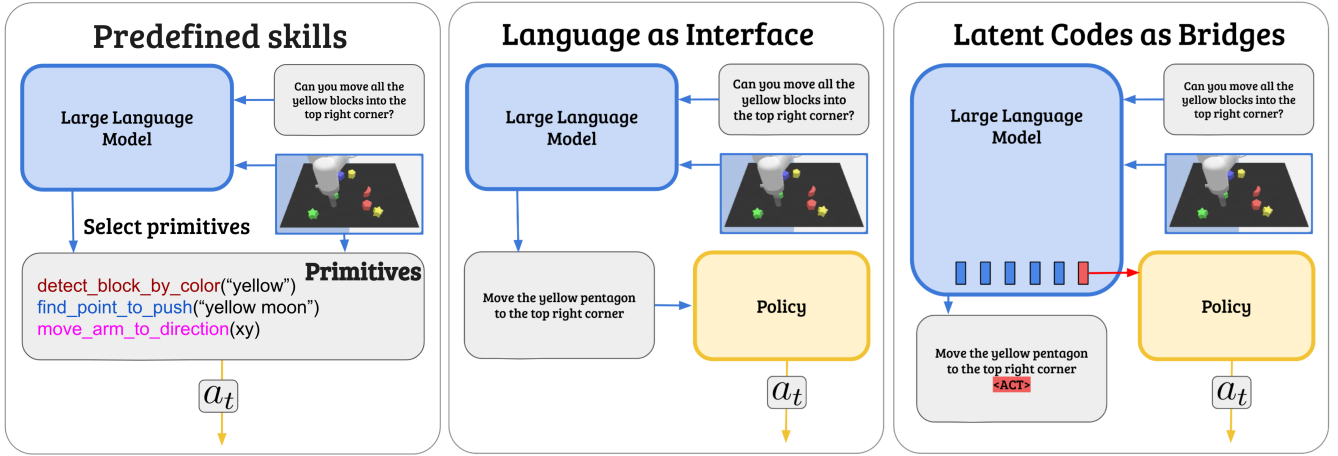 Predefined skills
Large Language
Model
Can you move all the
yellow blocks into the
top right corner?
Select primitives
Primitives
detect_block_by_color(“yellow”)
find_point_to_push(“yellow moon”)
move_arm_to_direction(xy)
a_t
Language as Interface
Large Language
Model
Can you move all the
yellow blocks into
the top right corner?
Move the yellow pentagon
to the top right corner
Policy
a_t
Latent Codes as Bridges
Large Language
Model
Can you move all the
yellow blocks into the
top right corner?
Policy
Move the yellow pentagon
to the top right corner
<ACT>
a_t